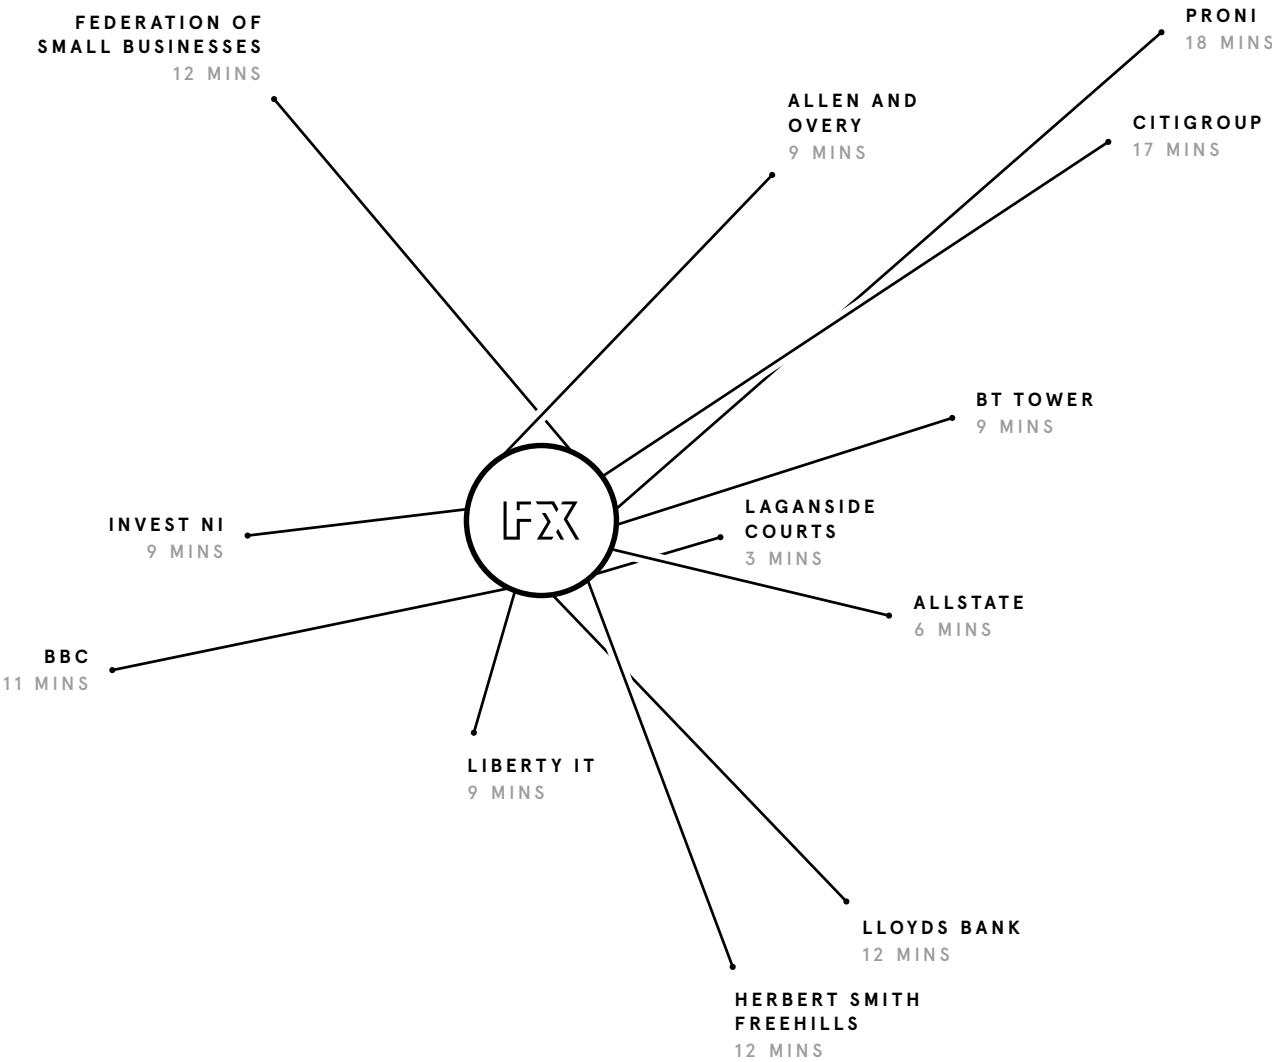 FEDERATION OF
SMALL BUSINESSES
12 MINS
PRONI
18 MINS
ALLEN AND
OVERY
9 MINS
CITIGROUP
17 MINS
BT TOWER
9 MINS
LAGANSIDE
COURTS
3 MINS
FX
INVEST NI
9 MINS
ALLSTATE
6 MINS
BBC
11 MINS
LIBERTY IT
9 MINS
LLOYDS BANK
12 MINS
HERBERT SMITH
FREEHILLS
12 MINS